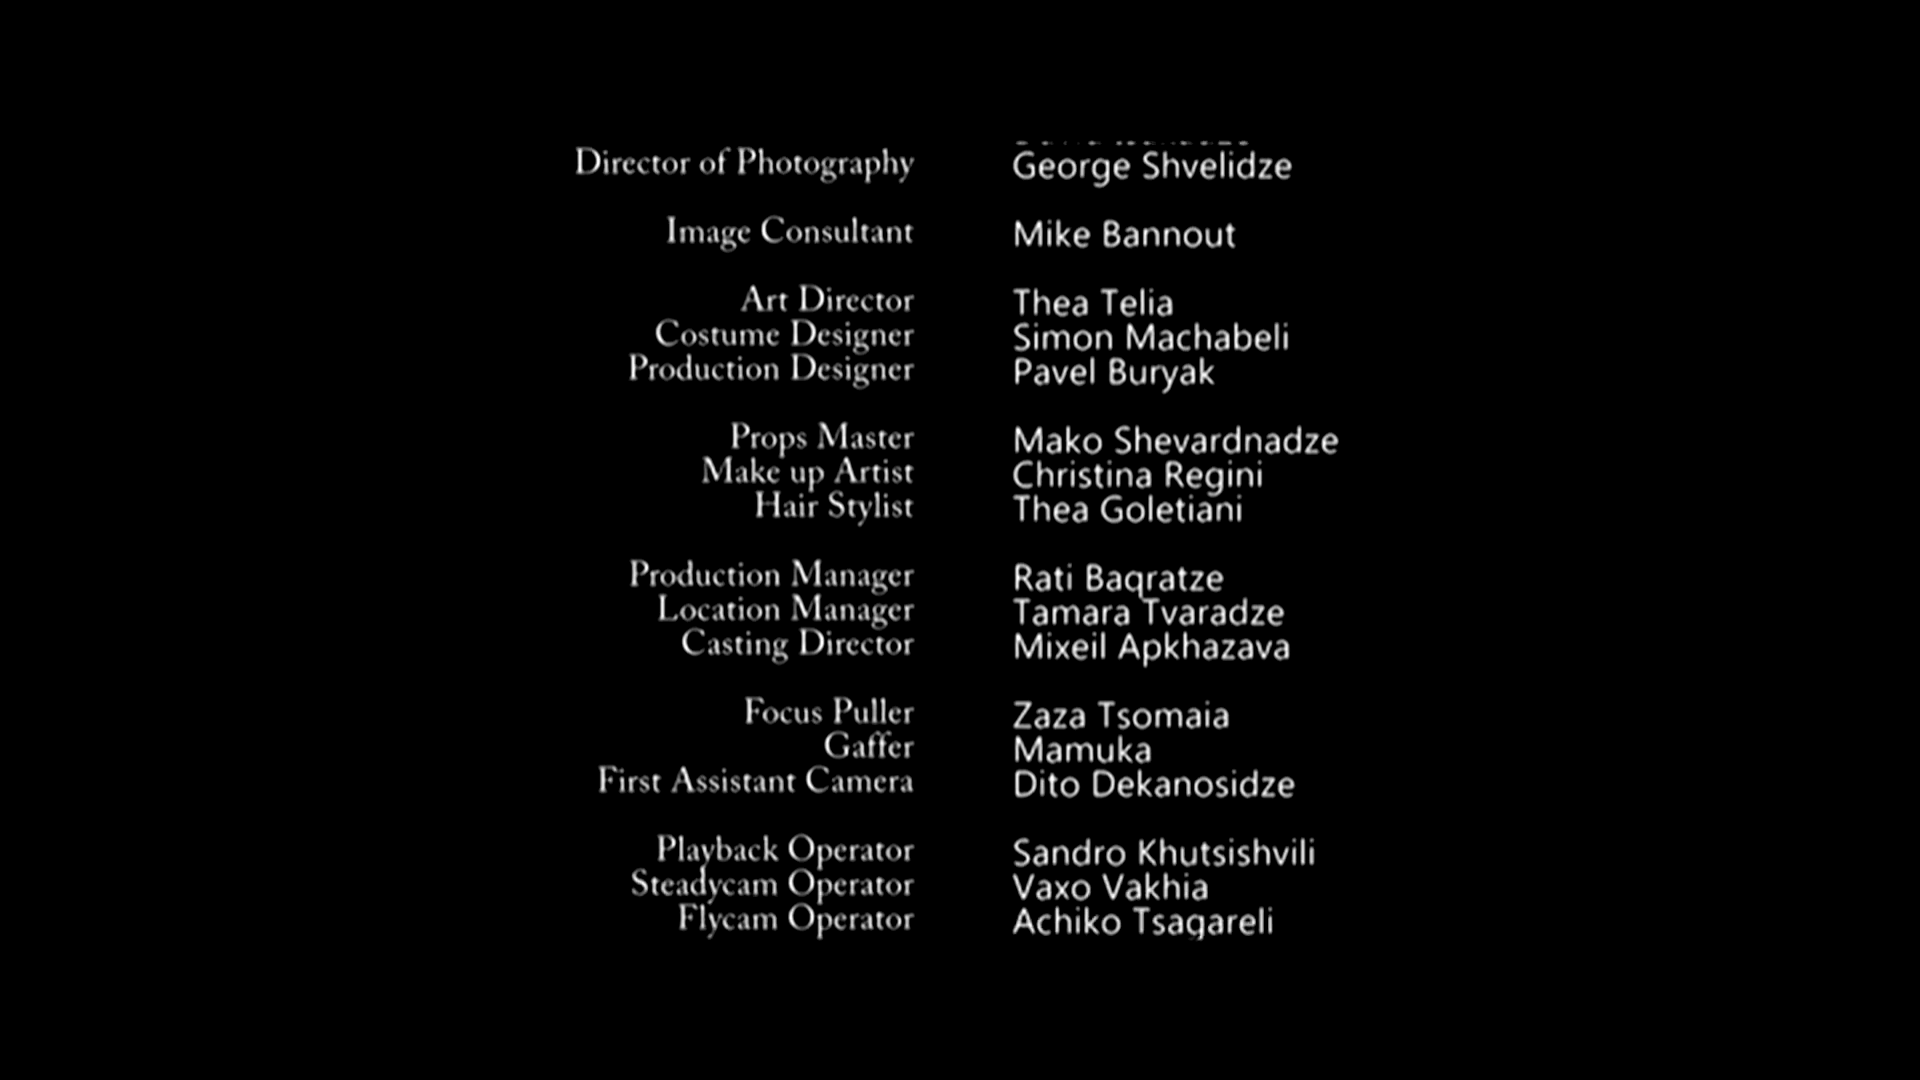 Director of Photography George Shvelidze
Image Consultant Mike Bannout
Art Director Thea Telia
Costume Designer Simon Machabeli
Production Designer Pavel Buryak
Props Master Mako Shevardnadze
Make up Artist Christina Regini
Hair Stylist Thea Goletiani
Production Manager Rati Baqratze
Location Manager Tamara Tvaradze
Casting Director Mixeil Apkhazava
Focus Puller Zaza Tsomaia
Gaffer Mamuka
First Assistant Camera Dito Dekanosidze
Playback Operator Sandro Khutsishvili
Steadycam Operator Vaxo Vakhia
Flycam Operator Achiko Tsagareli